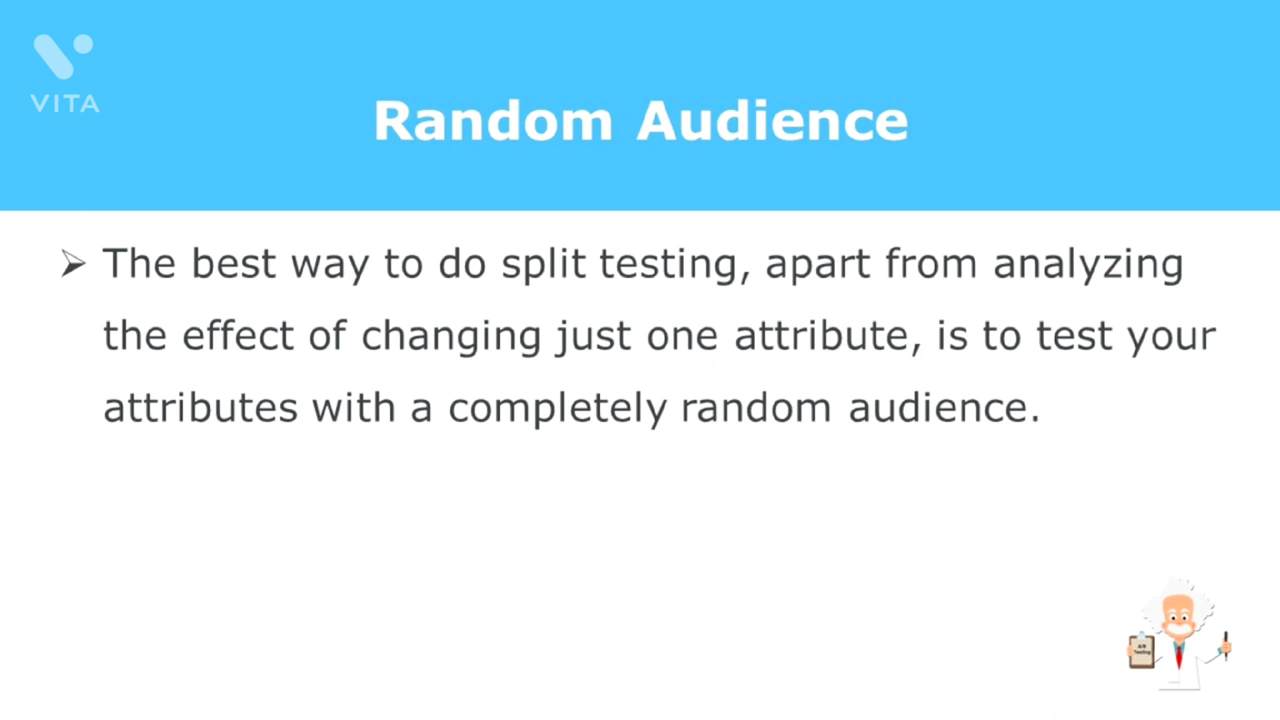 VITA
Random Audience
The best way to do split testing, apart from analyzing
the effect of changing just one attribute, is to test your
attributes with a completely random audience.
A/B
Testing